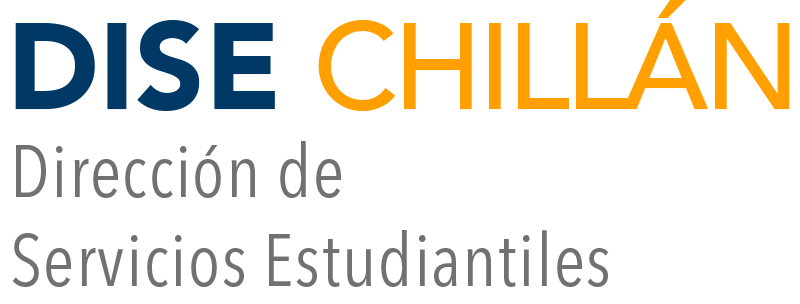 DISE CHILLÁN
Dirección de
Servicios Estudiantiles